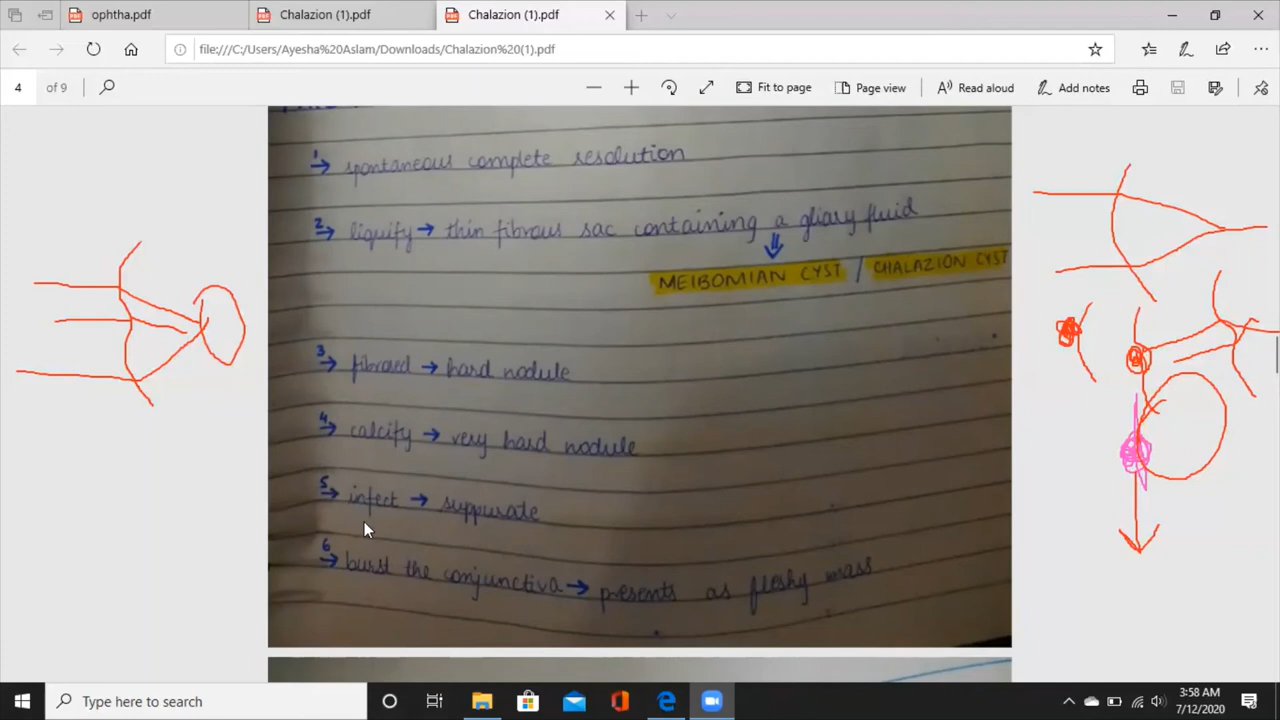 ophtha.pdf
Chalazion (1).pdf
Chalazion (1).pdf
file:///C:/Users/Ayesha%20Aslam/Downloads/Chalazion%20(1).pdf
4 of 9
Fit to page
Page view
Read aloud
Add notes
1→ spontaneous complete resolution
2→ liquify → thin fibrous sac containing a gliary fluid
⇓
MEIBOMIAN CYST / CHALAZION CYST
3→ fibrosed → hard nodule
4→ calcify → very hard nodule
5→ infect → suppurate
6→ burst the conjunctiva → presents as fleshy mass
Type here to search
3:58 AM
7/12/2020